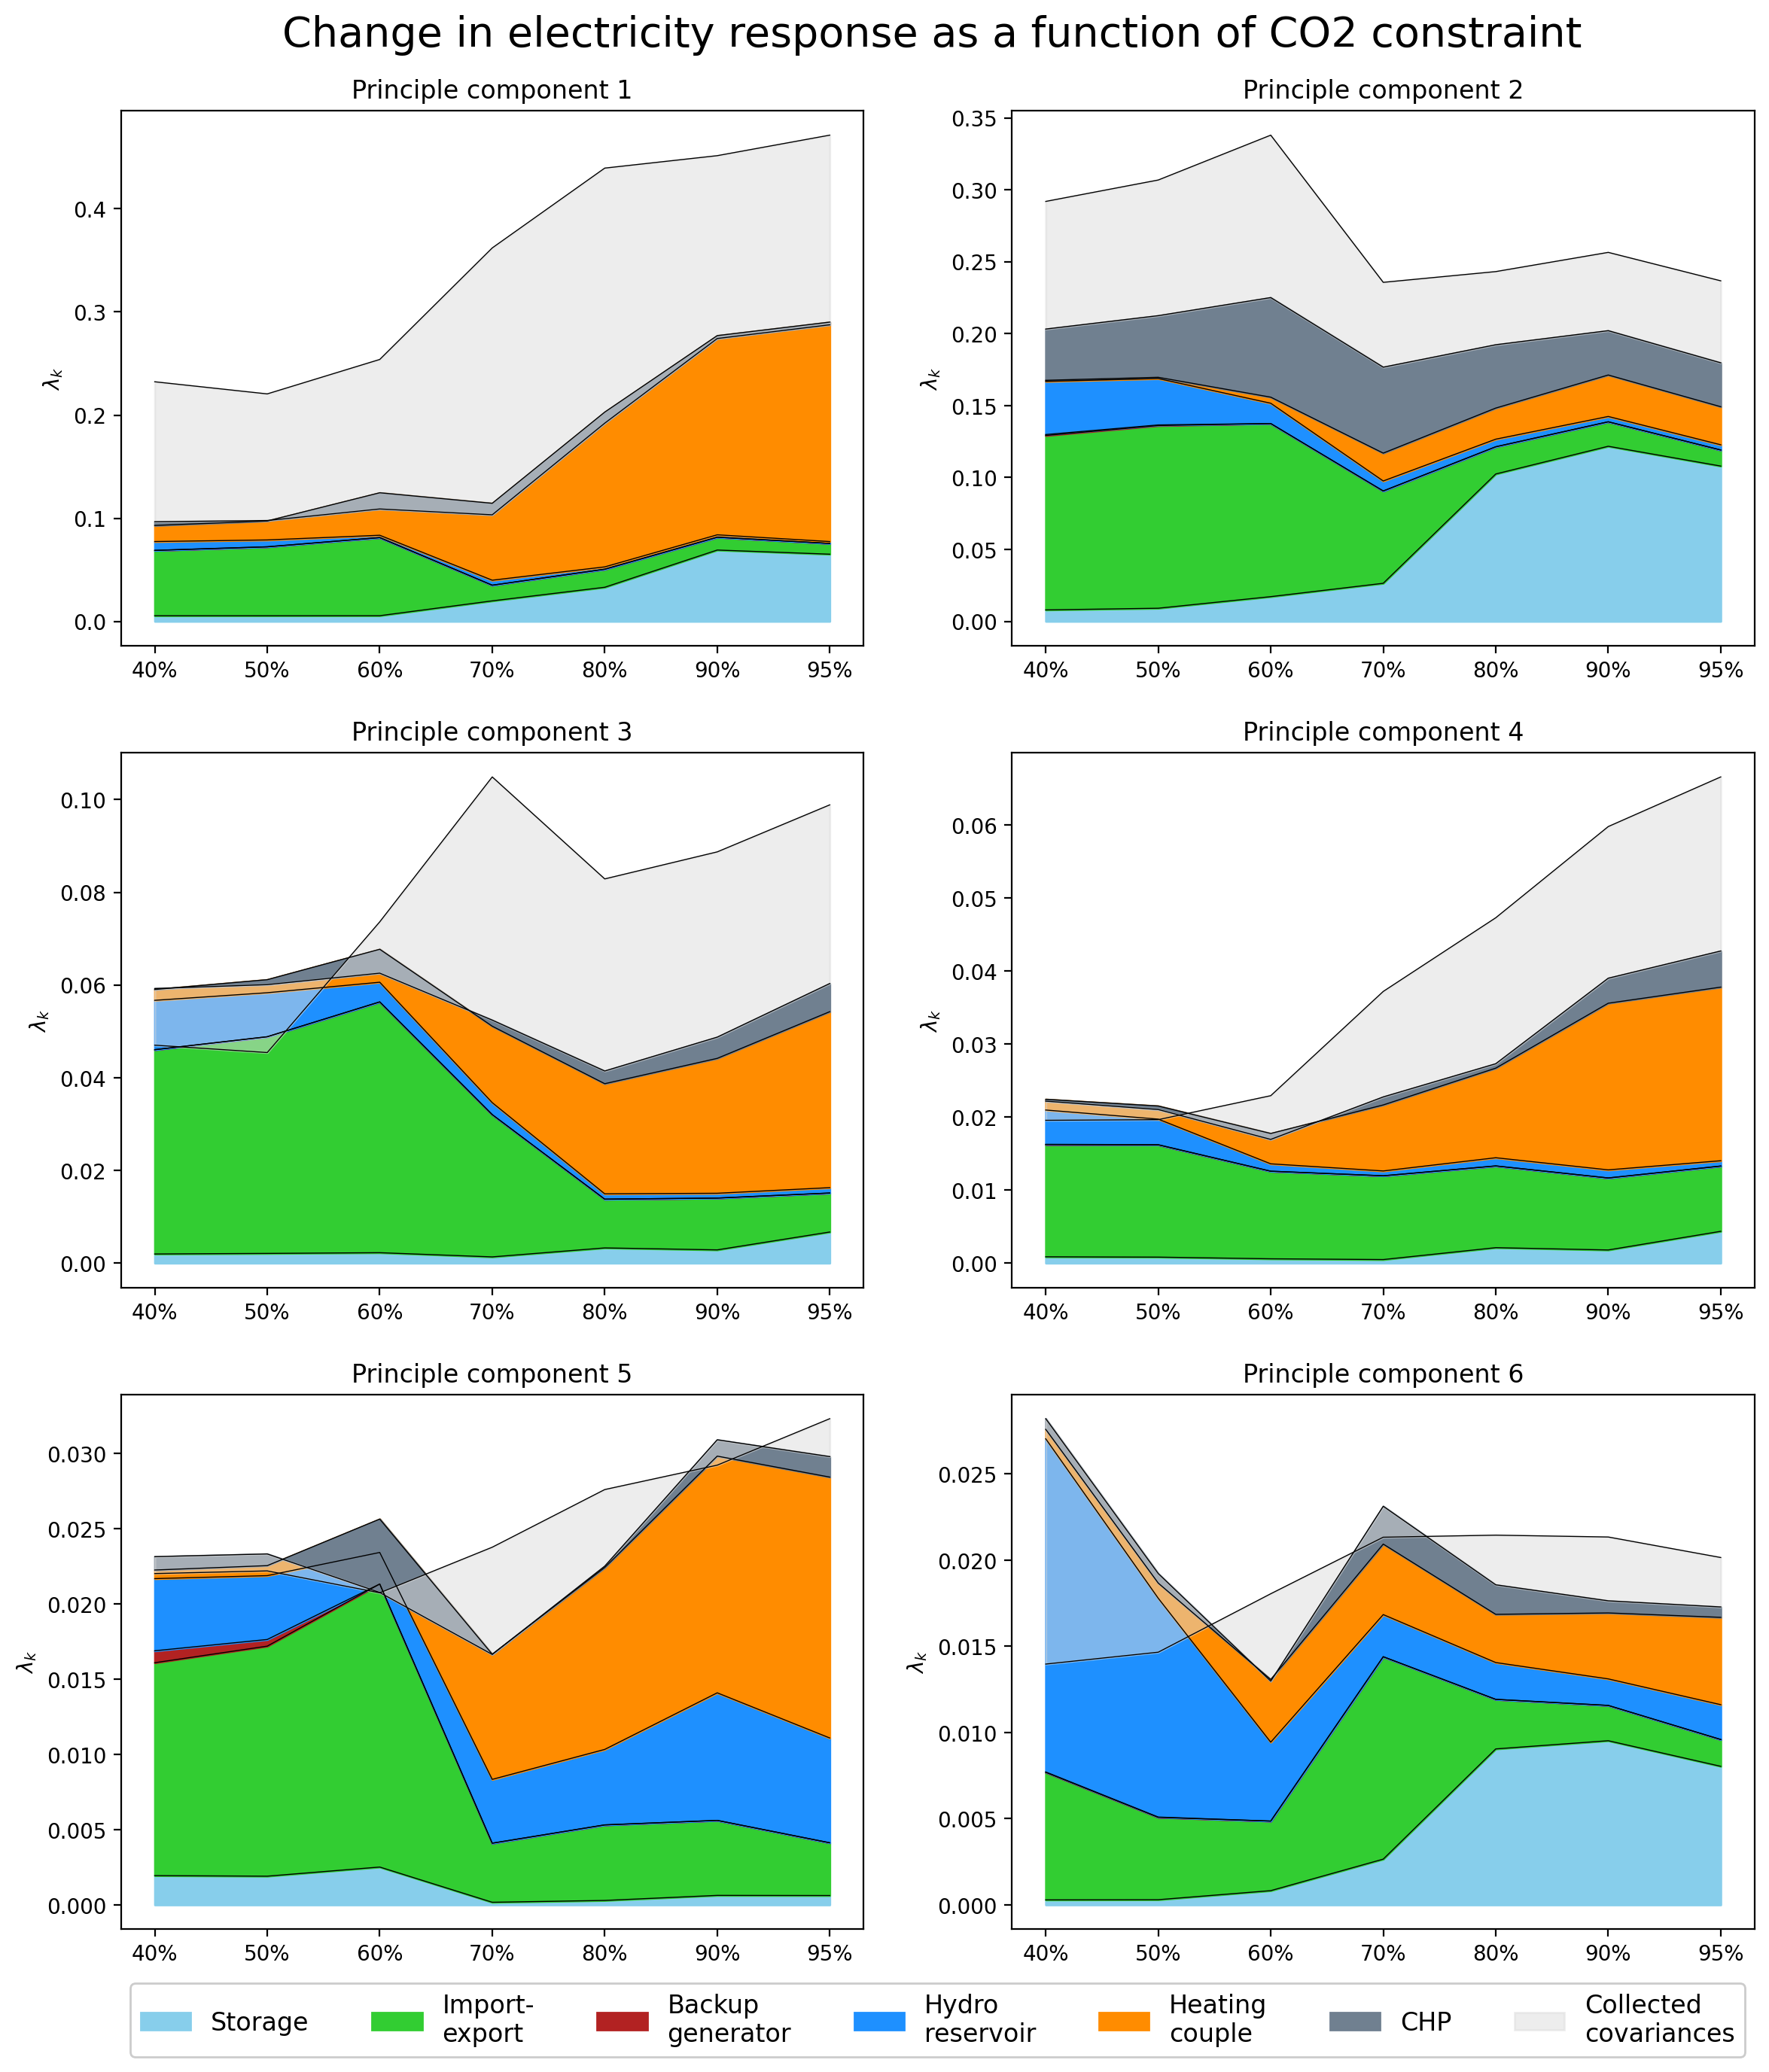 Change in electricity response as a function of CO2 constraint
Principle component 1
λk
0.4
0.3
0.2
0.1
0.0
40% 50% 60% 70% 80% 90% 95%
Principle component 2
λk
0.35
0.30
0.25
0.20
0.15
0.10
0.05
0.00
40% 50% 60% 70% 80% 90% 95%
Principle component 3
λk
0.10
0.08
0.06
0.04
0.02
0.00
40% 50% 60% 70% 80% 90% 95%
Principle component 4
λk
0.06
0.05
0.04
0.03
0.02
0.01
0.00
40% 50% 60% 70% 80% 90% 95%
Principle component 5
λk
0.030
0.025
0.020
0.015
0.010
0.005
0.000
40% 50% 60% 70% 80% 90% 95%
Principle component 6
λk
0.025
0.020
0.015
0.010
0.005
0.000
40% 50% 60% 70% 80% 90% 95%
Storage
Import-
export
Backup
generator
Hydro
reservoir
Heating
couple
CHP
Collected
covariances